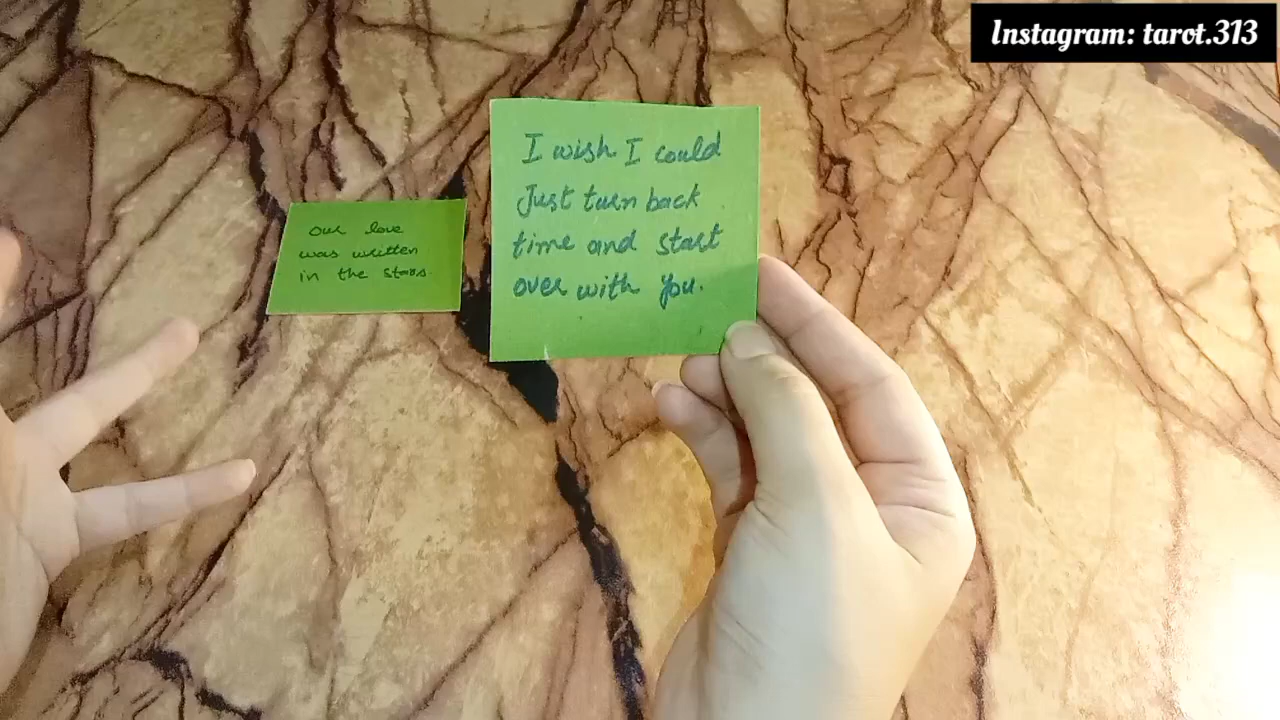 Instagram: tarot.313
I wish I could
Just turn back
time and start
over with you.
our love
was written
in the stars.